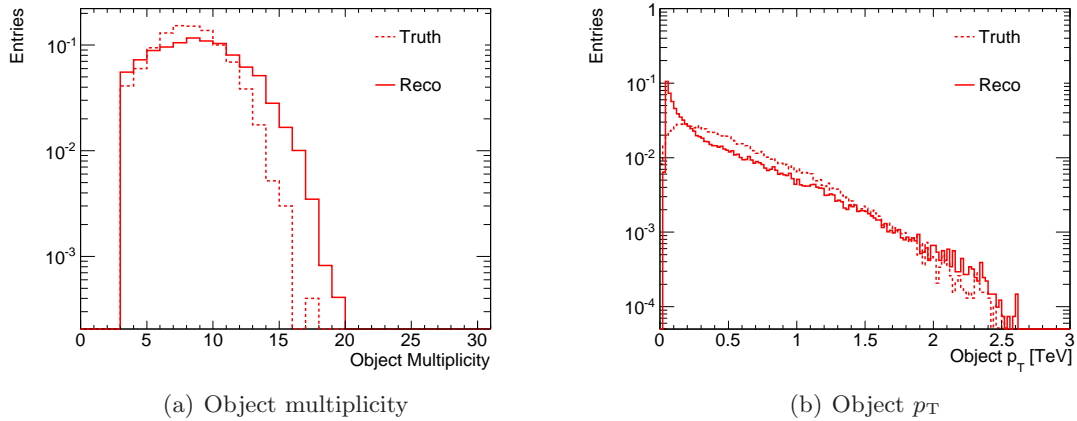 Entries
10⁻¹
10⁻²
10⁻³
0 5 10 15 20 25 30
Object Multiplicity
Truth
Reco
(a) Object multiplicity
Entries
1
10⁻¹
10⁻²
10⁻³
10⁻⁴
0 0.5 1 1.5 2 2.5 3
Object p_T [TeV]
Truth
Reco
(b) Object p_T